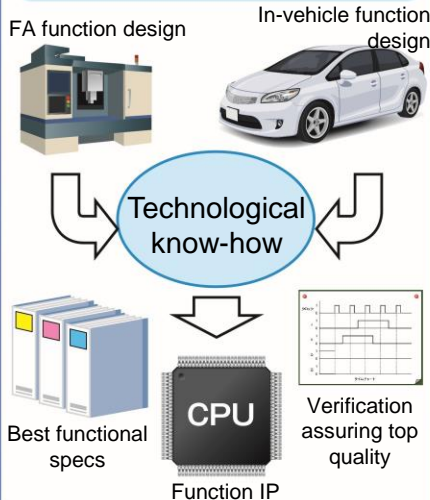 FA function design
In-vehicle function
design
Technological
know-how
CPU
Best functional
specs
Verification
assuring top
quality
Function IP